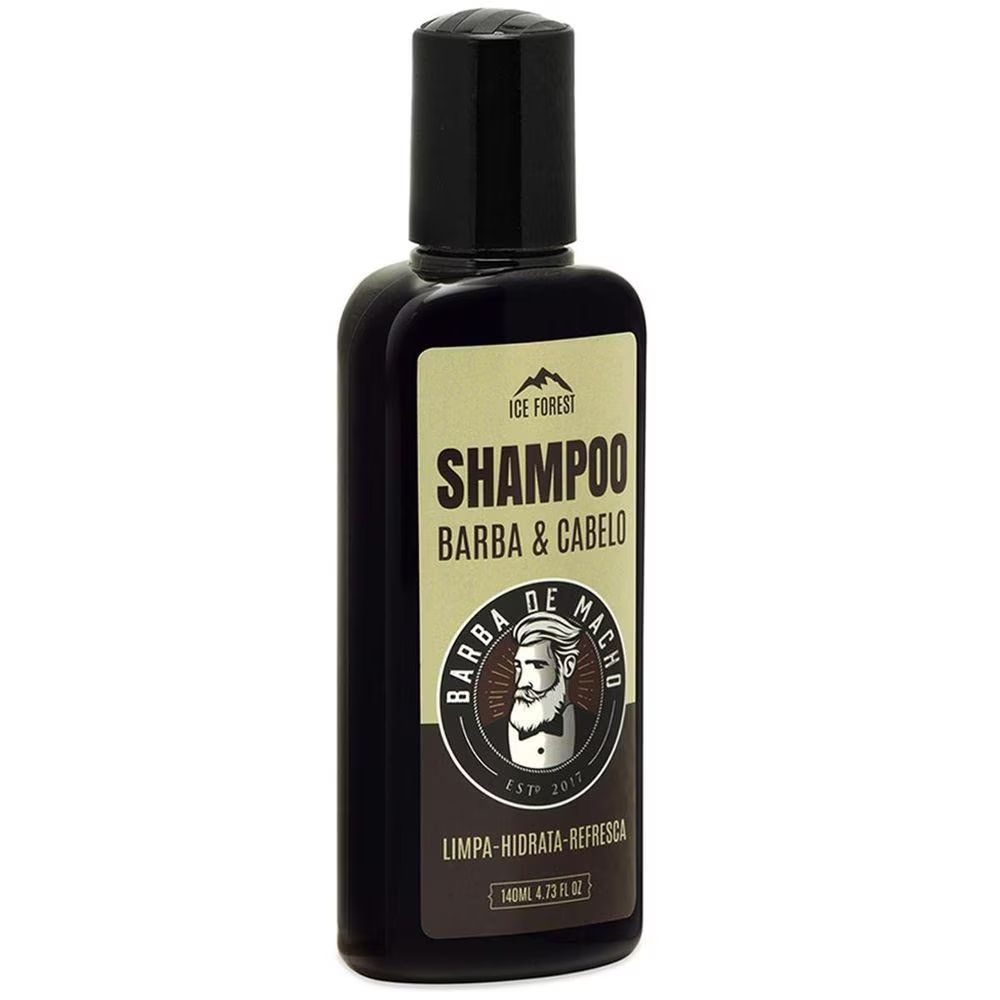 ICE FOREST
SHAMPOO
BARBA & CABELO
BARBA DE MACHO
ESTº 2017
LIMPA-HIDRATA-REFRESCA
140ML 4.73 FL OZ